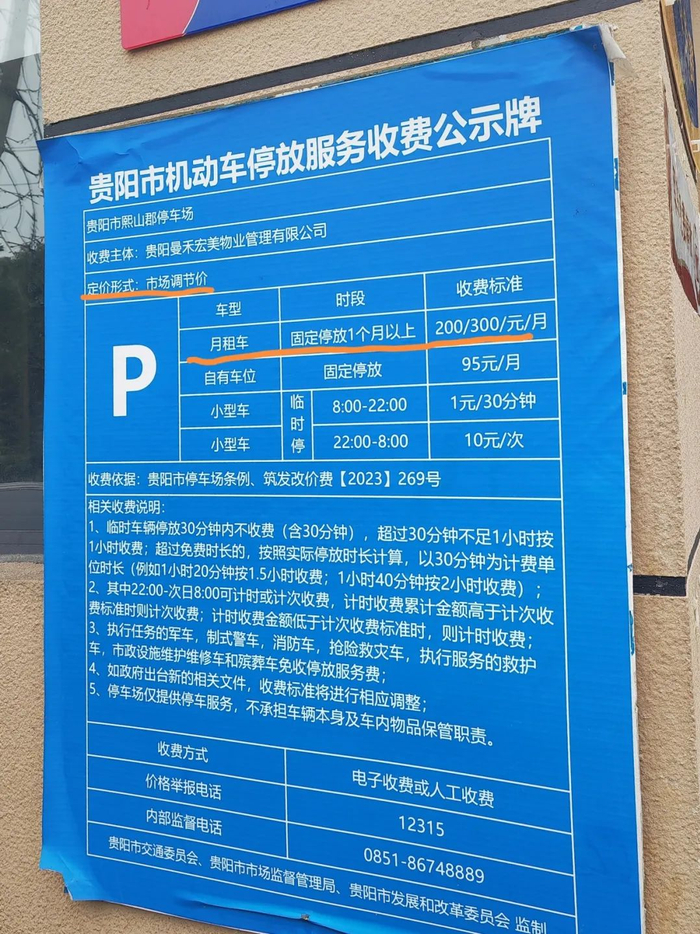 贵阳市机动车停放服务收费公示牌
贵阳市熙山郡停车场
收费主体：贵阳曼禾宏美物业管理有限公司
定价形式：市场调节价
P
车型 时段 收费标准
月租车 固定停放1个月以上 200/300/元/月
自有车位 固定停放 95元/月
小型车 临时停 8:00-22:00 1元/30分钟
小型车 22:00-8:00 10元/次
收费依据：贵阳市停车场条例、筑发改价费【2023】269号
相关收费说明：
1、临时车辆停放30分钟内不收费（含30分钟），超过30分钟不足1小时按
1小时收费；超过免费时长的，按照实际停放时长计算，以30分钟为计费单
位时长（例如1小时20分钟按1.5小时收费；1小时40分钟按2小时收费）；
2、其中22:00-次日8:00可计时或计次收费，计时收费累计金额高于计次收
费标准时则计次收费；计时收费金额低于计次收费标准时，则计时收费；
3、执行任务的军车，制式警车，消防车，抢险救灾车，执行服务的救护
车，市政设施维护维修车和殡葬车免收停放服务费；
4、如政府出台新的相关文件，收费标准将进行相应调整；
5、停车场仅提供停车服务，不承担车辆本身及车内物品保管职责。
收费方式 电子收费或人工收费
价格举报电话 12315
内部监督电话 0851-86748889
贵阳市交通委员会、贵阳市市场监督管理局、贵阳市发展和改革委员会 监制